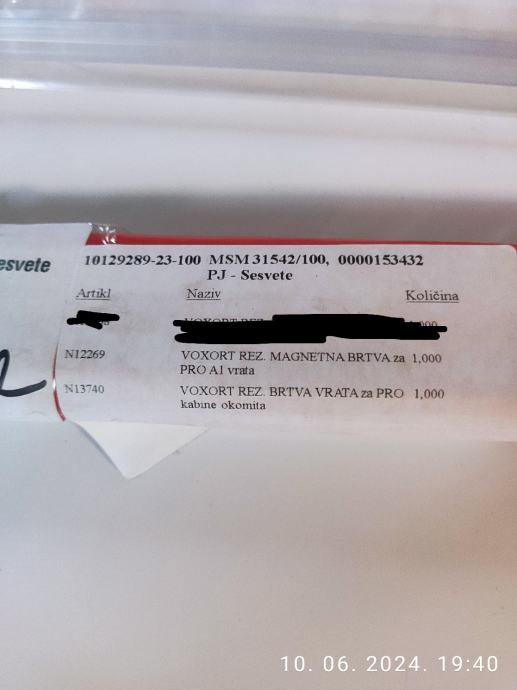 esvete
10129289-23-100 MSM 31542/100, 0000153432
PJ - Sesvete
Artikl Naziv Količina
N12269 VOXORT REZ. MAGNETNA BRTVA za 1,000
PRO A1 vrata
N13740 VOXORT REZ. BRTVA VRATA za PRO 1,000
kabine okomita
10. 06. 2024. 19:40